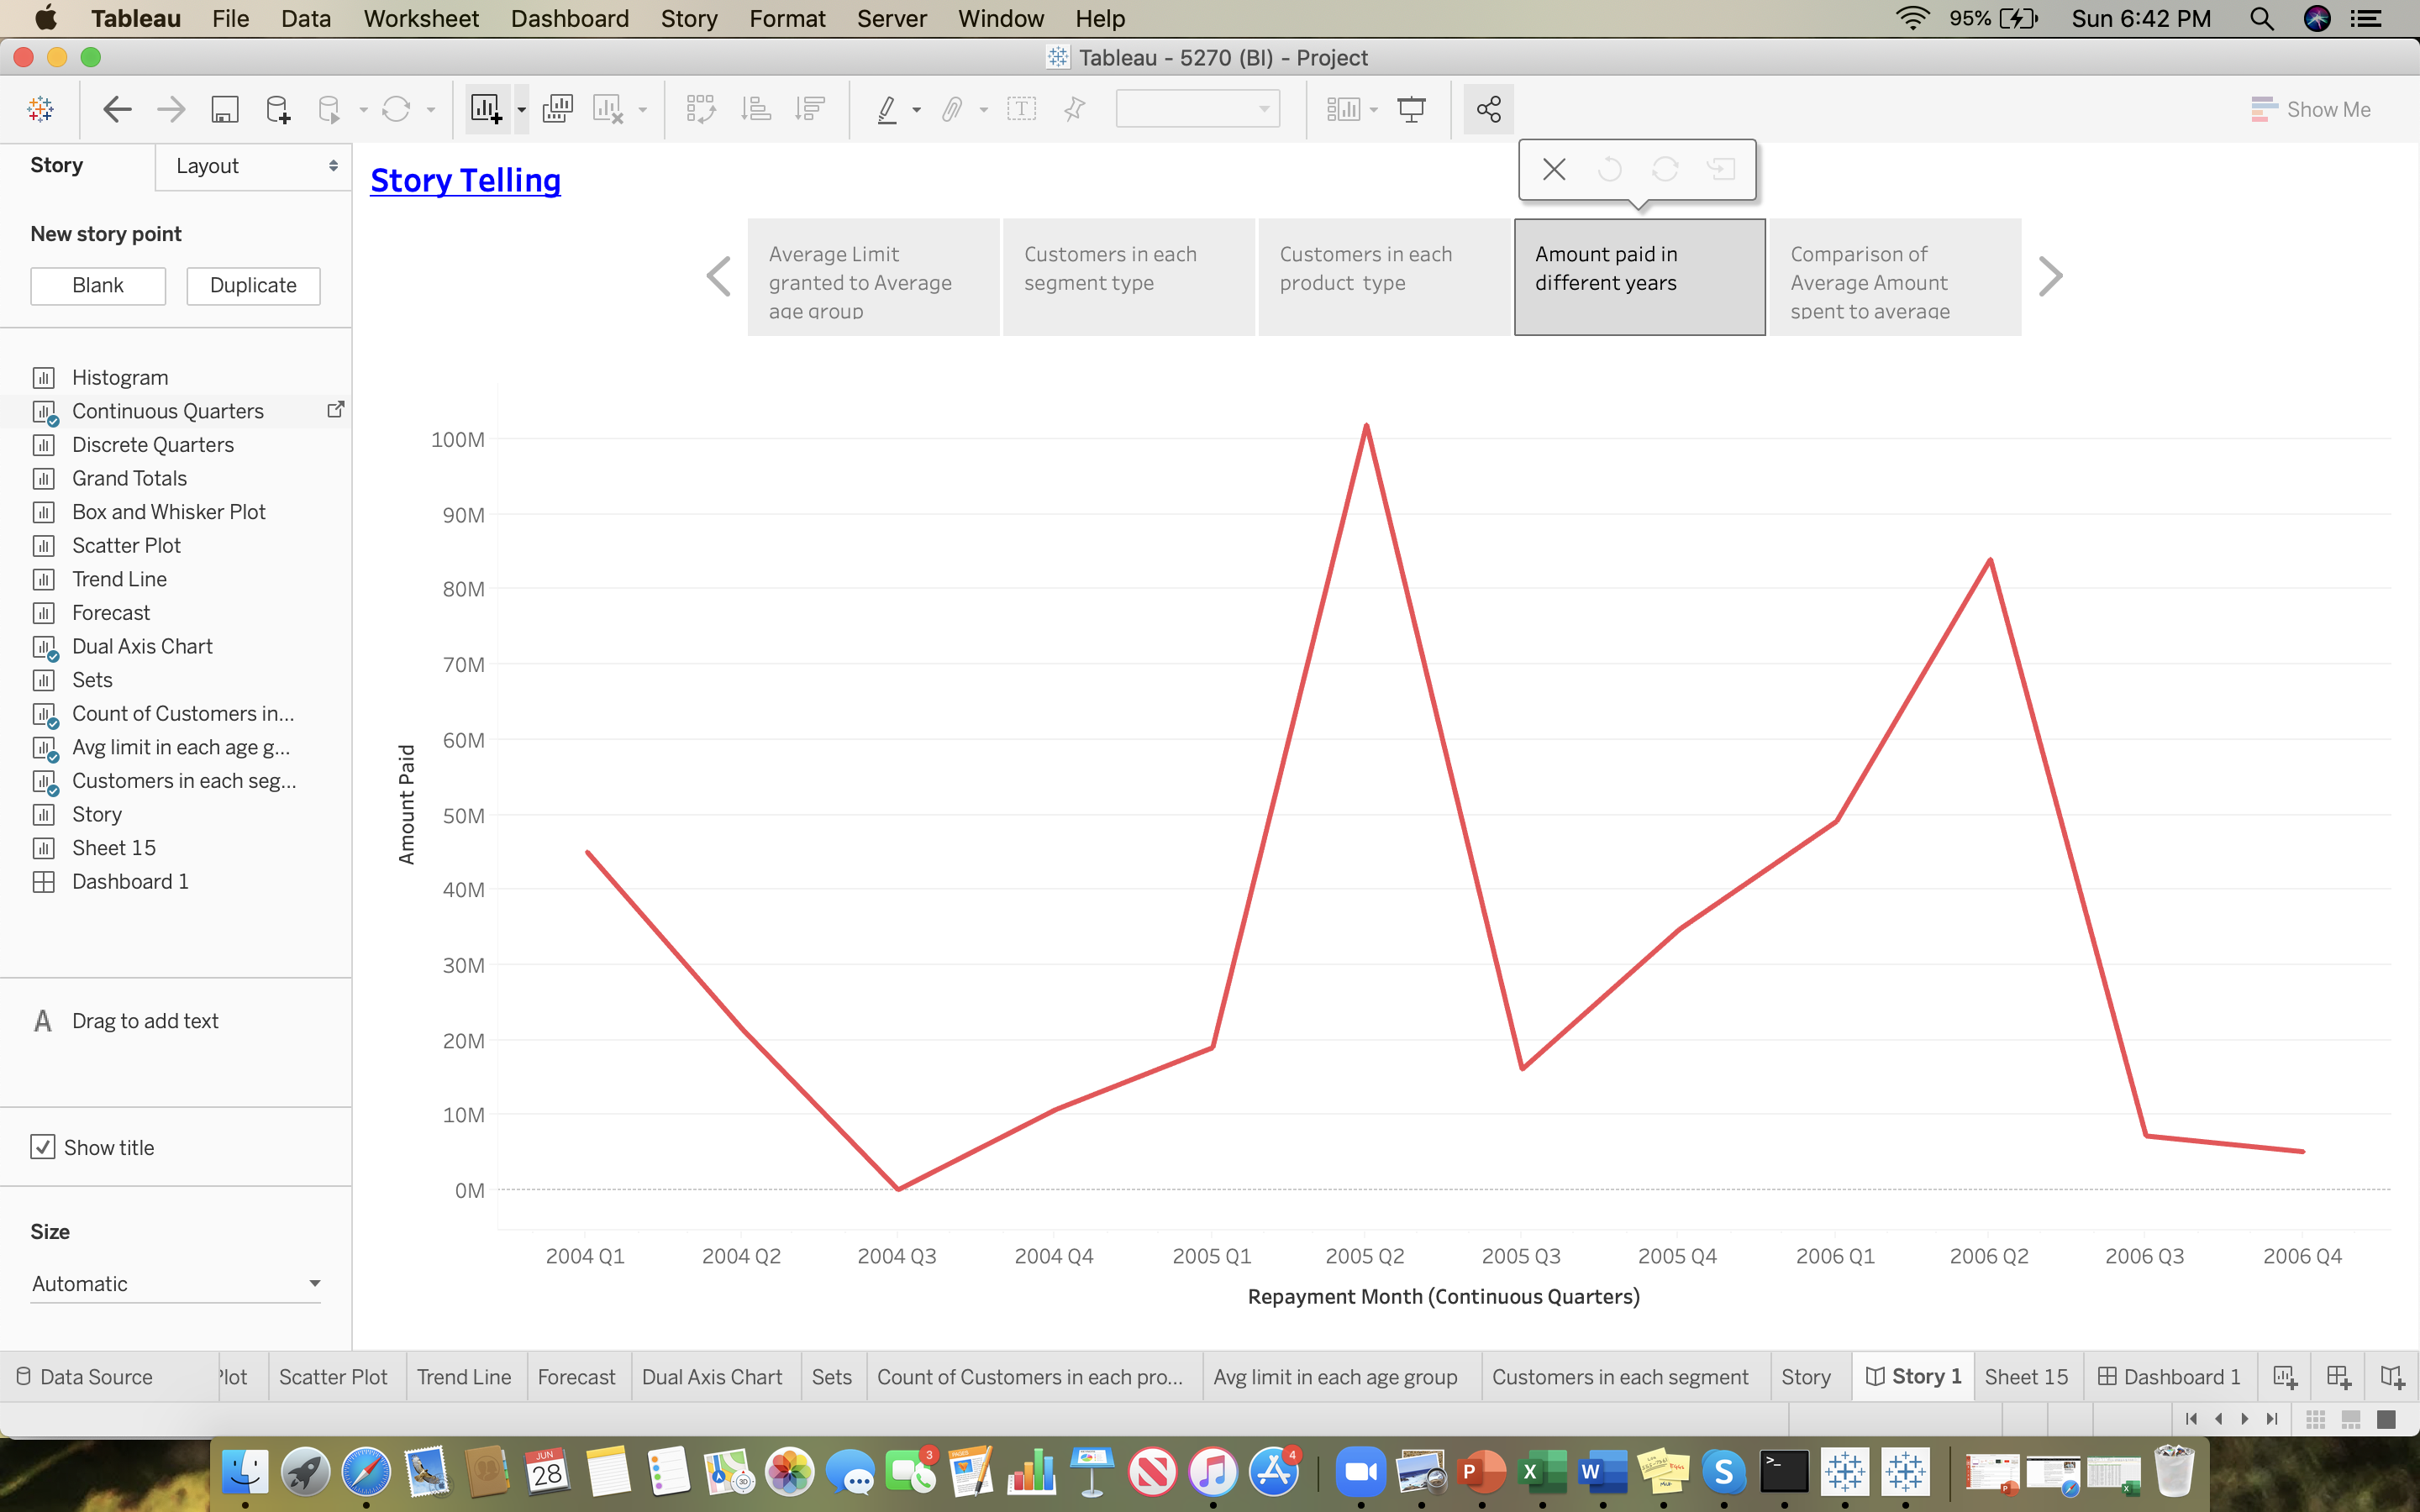 Tableau File Data Worksheet Dashboard Story Format Server Window Help 95% Sun 6:42 PM
Tableau - 5270 (BI) - Project
Show Me
Story Layout
Story Telling
New story point
Blank Duplicate
Average Limit
granted to Average
age group
Customers in each
segment type
Customers in each
product type
Amount paid in
different years
Comparison of
Average Amount
spent to average
Histogram
Continuous Quarters
Discrete Quarters
Grand Totals
Box and Whisker Plot
Scatter Plot
Trend Line
Forecast
Dual Axis Chart
Sets
Count of Customers in...
Avg limit in each age g...
Customers in each seg...
Story
Sheet 15
Dashboard 1
A Drag to add text
Show title
Size
Automatic
100M
90M
80M
70M
60M
50M
40M
30M
20M
10M
0M
Amount Paid
2004 Q1 2004 Q2 2004 Q3 2004 Q4 2005 Q1 2005 Q2 2005 Q3 2005 Q4 2006 Q1 2006 Q2 2006 Q3 2006 Q4
Repayment Month (Continuous Quarters)
Data Source Plot Scatter Plot Trend Line Forecast Dual Axis Chart Sets Count of Customers in each pro... Avg limit in each age group Customers in each segment Story Story 1 Sheet 15 Dashboard 1
JUN
28
3
PAGES
4
P X W S